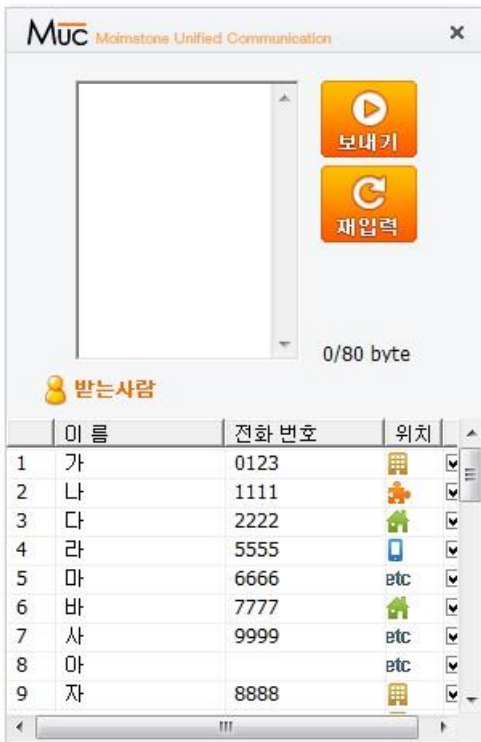 MUC Moimstone Unified Communication
보내기
재입력
0/80 byte
받는사람
이 름 전화 번호 위치
1 가 0123
2 나 1111
3 다 2222
4 라 5555
5 마 6666 etc
6 바 7777
7 사 9999 etc
8 아 etc
9 자 8888